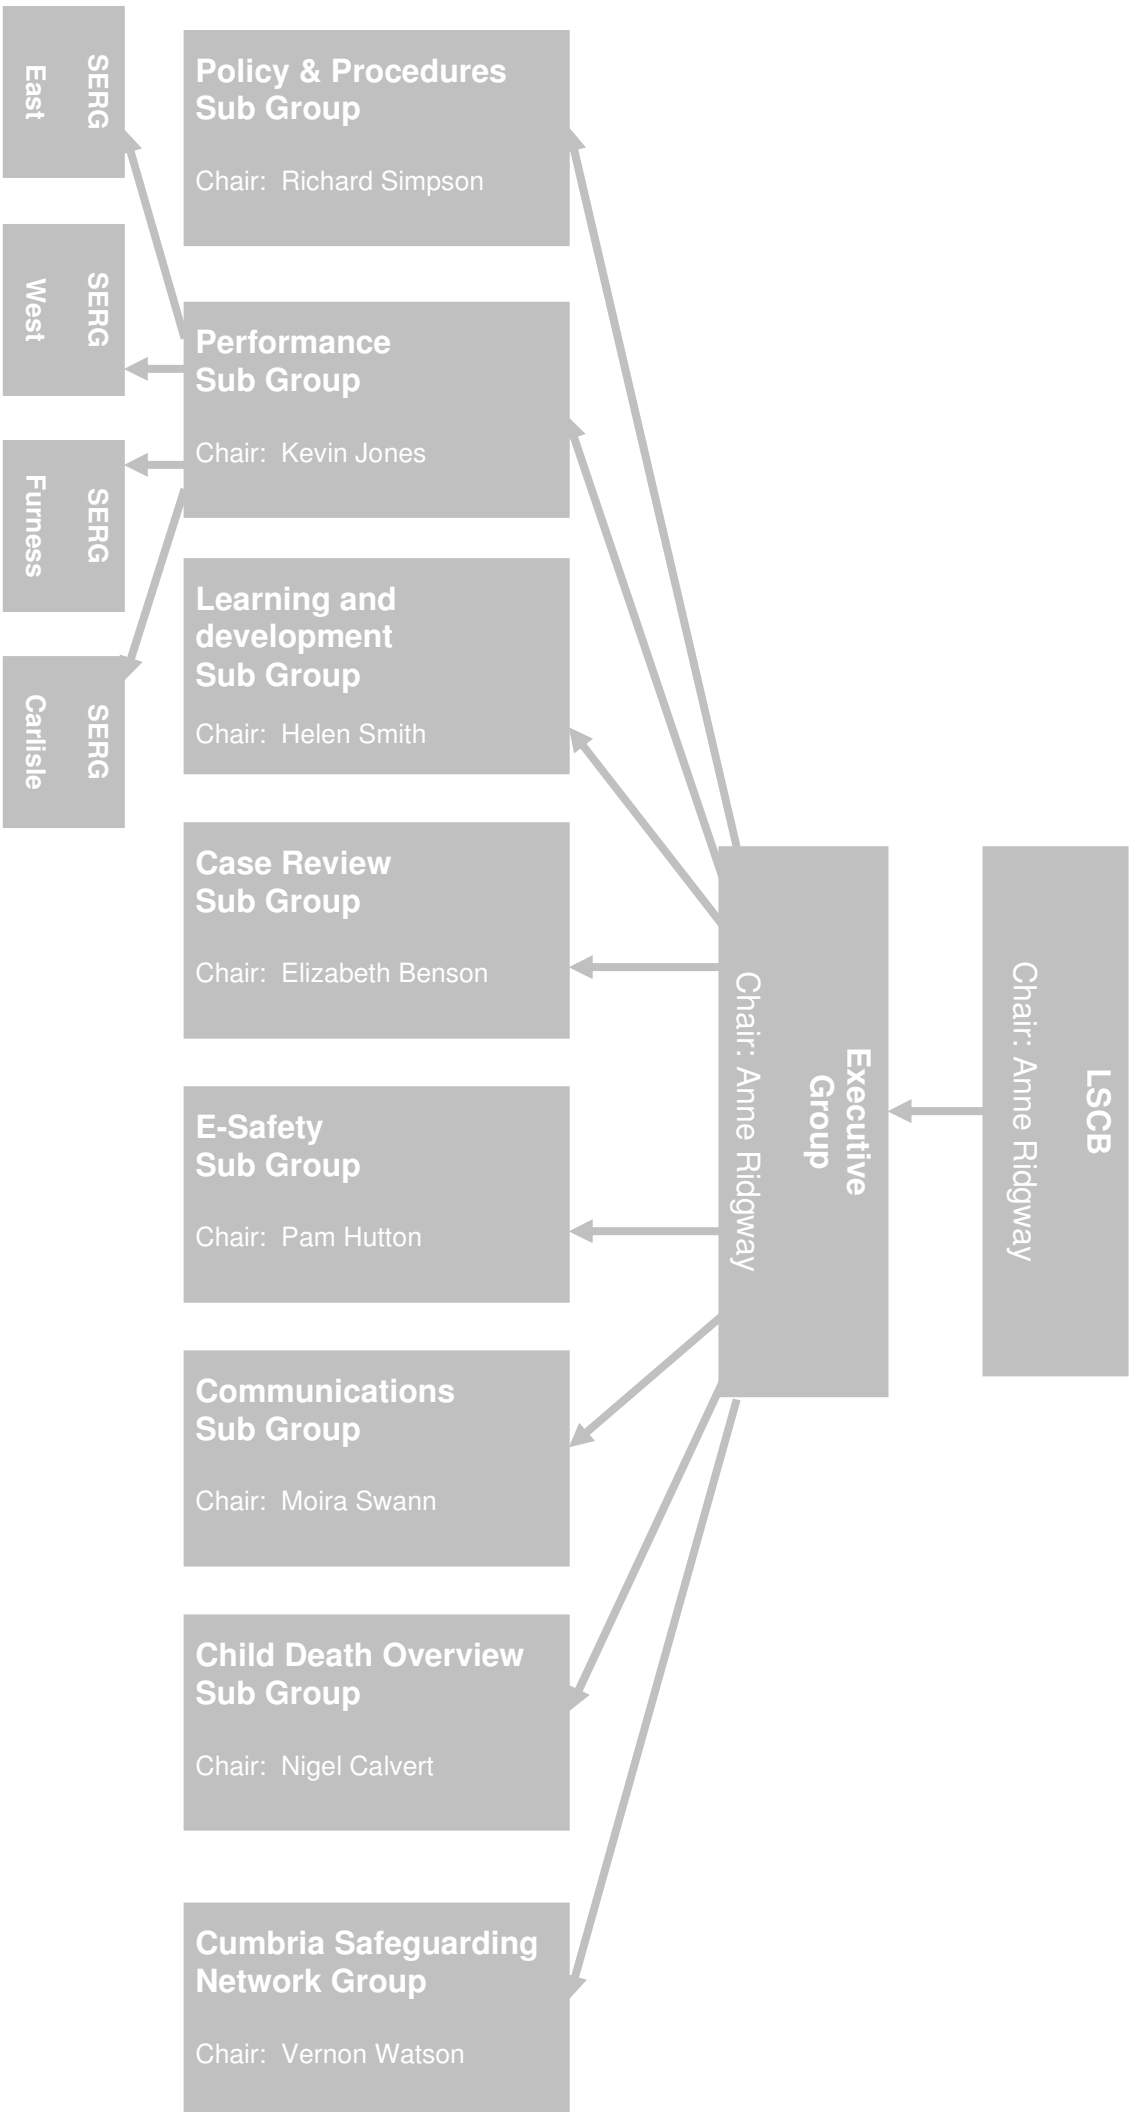 LSCB
Chair: Anne Ridgway
Executive
Group
Chair: Anne Ridgway
Policy & Procedures
Sub Group
Chair: Richard Simpson
Performance
Sub Group
Chair: Kevin Jones
Learning and
development
Sub Group
Chair: Helen Smith
Case Review
Sub Group
Chair: Elizabeth Benson
E-Safety
Sub Group
Chair: Pam Hutton
Communications
Sub Group
Chair: Moira Swann
Child Death Overview
Sub Group
Chair: Nigel Calvert
Cumbria Safeguarding
Network Group
Chair: Vernon Watson
SERG
East
SERG
West
SERG
Furness
SERG
Carlisle